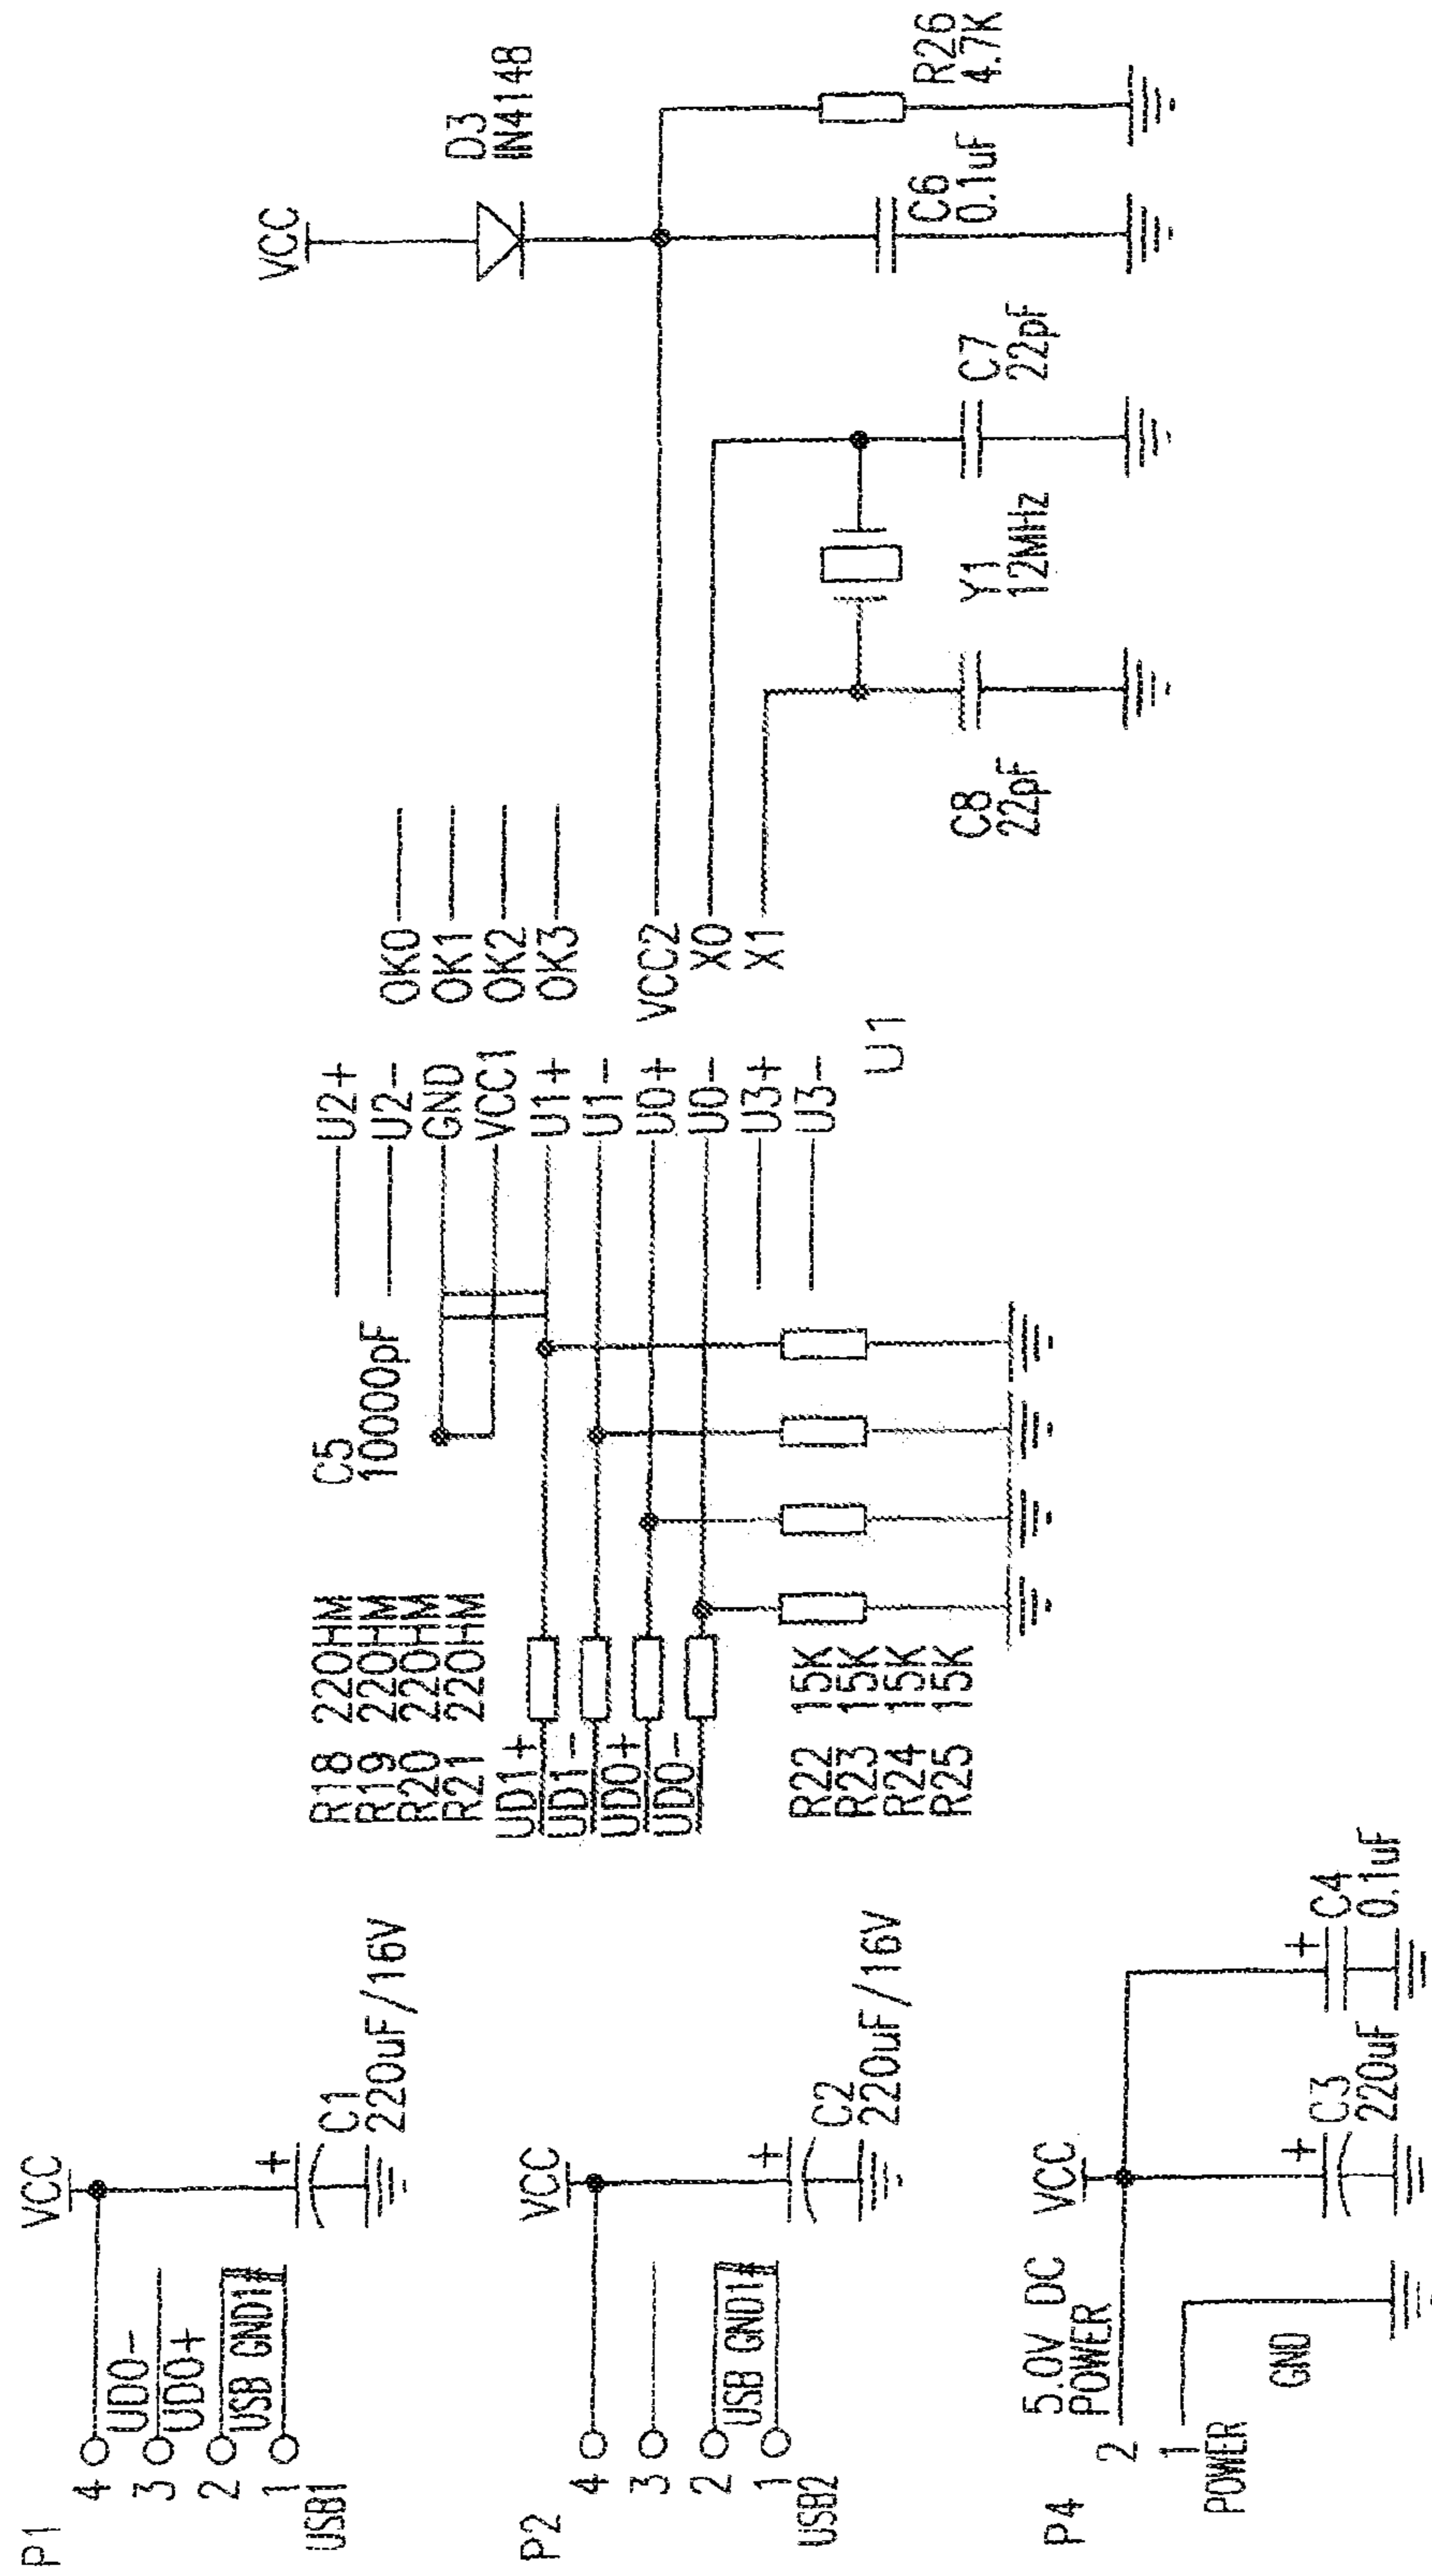 P1
4
3
2
1
USB1
UD0-
UD0+
USB GND1
VCC
C1
220uF/16V
P2
4
3
2
1
USB2
USB GND1
VCC
C2
220uF/16V
P4
2
1
POWER
5.0V DC
POWER
GND
VCC
C3
220uF
C4
0.1uF
R18 22OHM
R19 22OHM
R20 22OHM
R21 22OHM
UD1+
UD1-
UD0+
UD0-
R22 15K
R23 15K
R24 15K
R25 15K
C5
10000pF
U2+
U2-
GND
VCC1
U1+
U1-
U0+
U0-
U3+
U3-
U1
OK0
OK1
OK2
OK3
VCC2
X0
X1
C8
22pF
Y1
12MHz
C7
22pF
VCC
D3
IN4148
C6
0.1uF
R26
4.7K